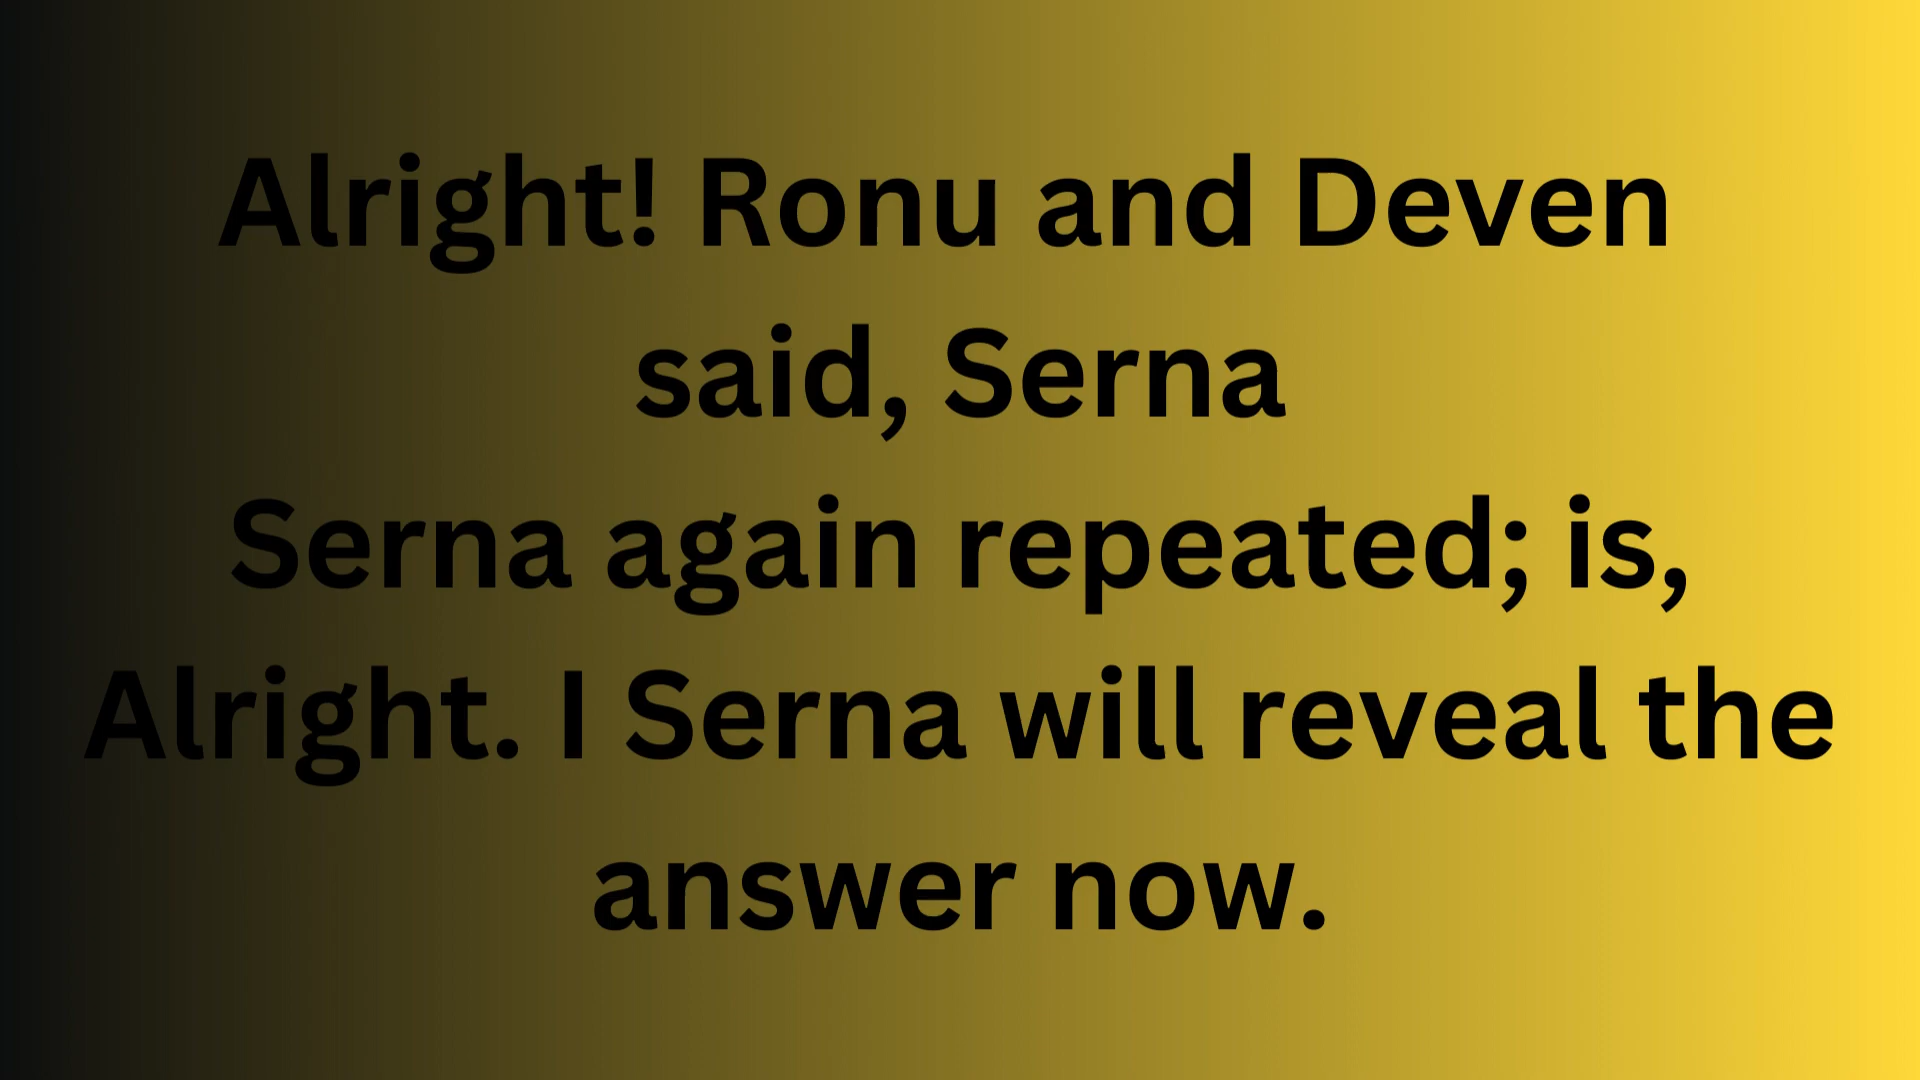 Alright! Ronu and Deven
said, Serna
Serna again repeated; is,
Alright. I Serna will reveal the
answer now.